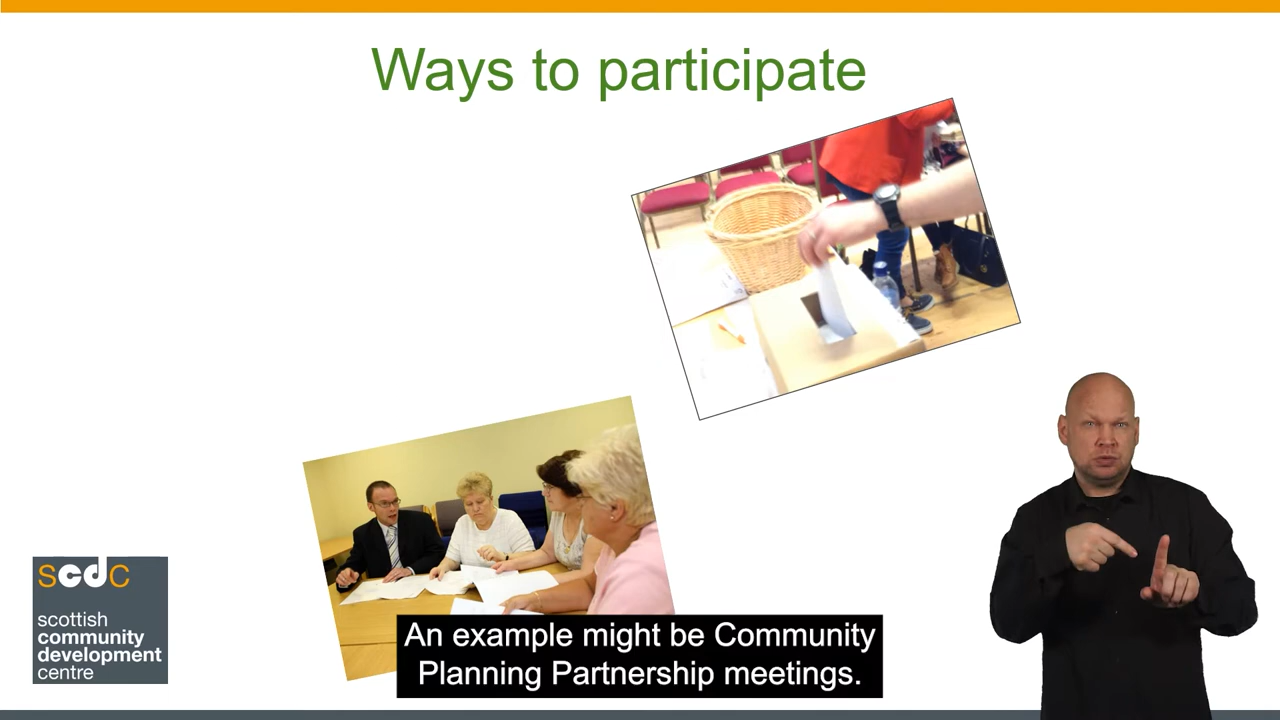 Ways to participate
scdc
scottish
community
development
centre
An example might be Community
Planning Partnership meetings.